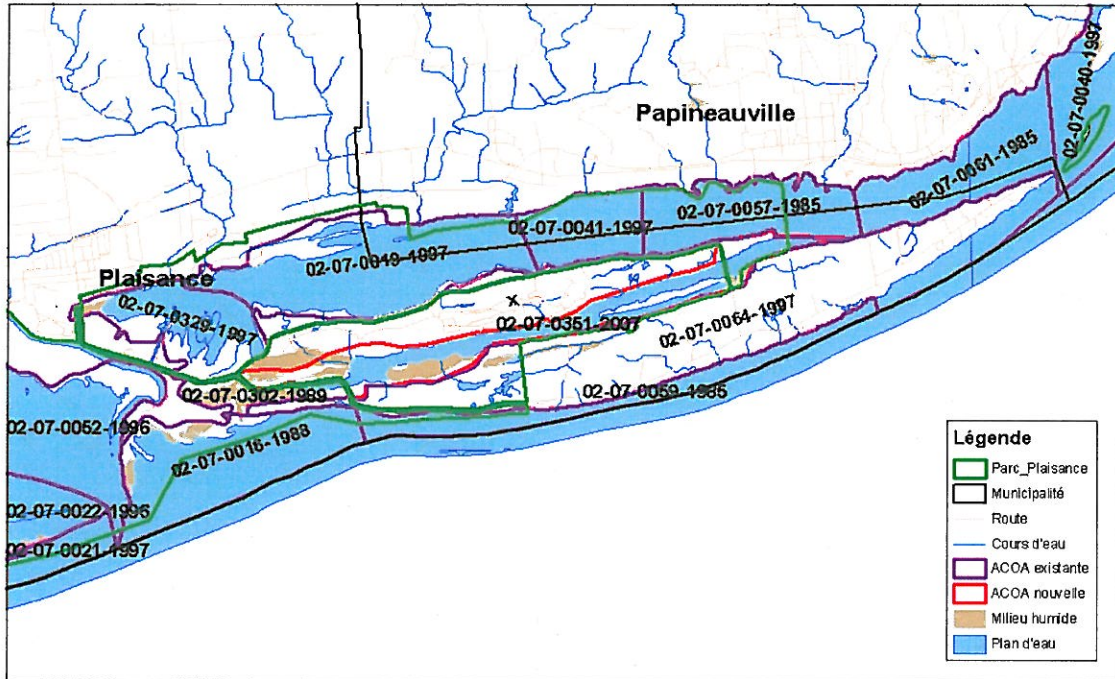 Papineauville
02-07-0040-1997
02-07-0061-1985
02-07-0057-1985
02-07-0041-1997
02-07-0049-1997
Plaisance
02-07-0329-1997
02-07-0351-2007
02-07-0064-1997
02-07-0302-1989
02-07-0059-1985
02-07-0052-1996
02-07-0016-1988
02-07-0022-1996
02-07-0021-1997
x
Légende
Parc_Plaisance
Municipalité
Route
Cours d'eau
ACOA existante
ACOA nouvelle
Milieu humide
Plan d'eau